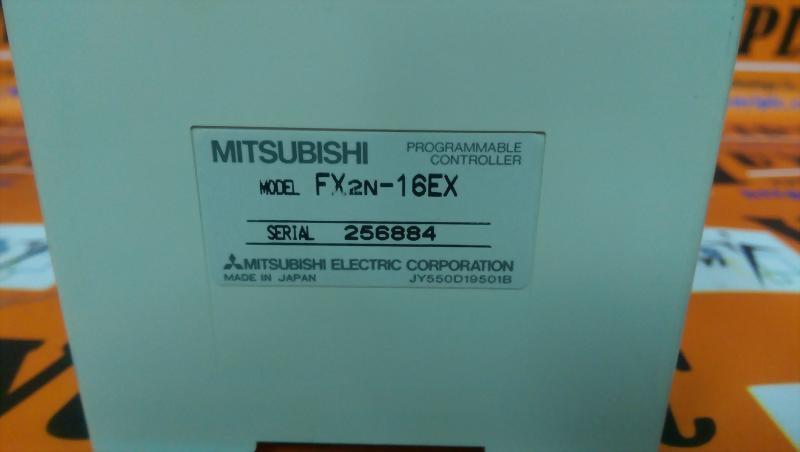 MITSUBISHI PROGRAMMABLE
CONTROLLER
MODEL FX2N-16EX
SERIAL 256884
MITSUBISHI ELECTRIC CORPORATION
MADE IN JAPAN JY550D19501B